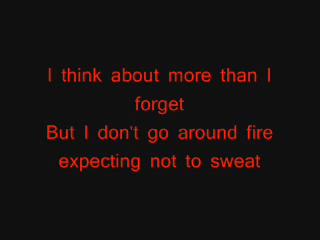 I think about more than I
forget
But I don't go around fire
expecting not to sweat